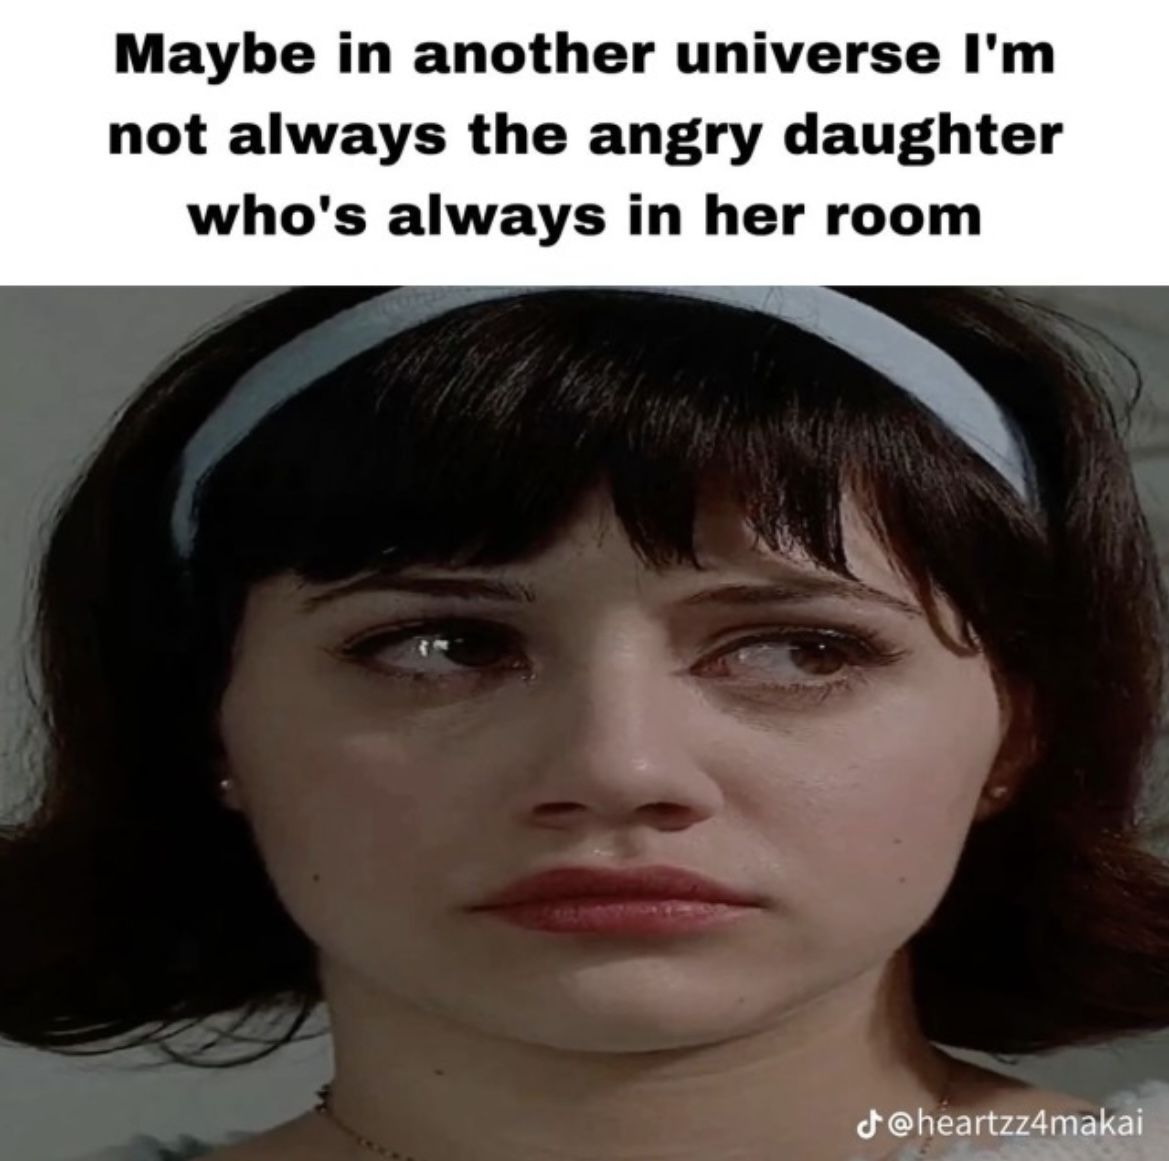 Maybe in another universe I'm
not always the angry daughter
who's always in her room
@heartzz4makai